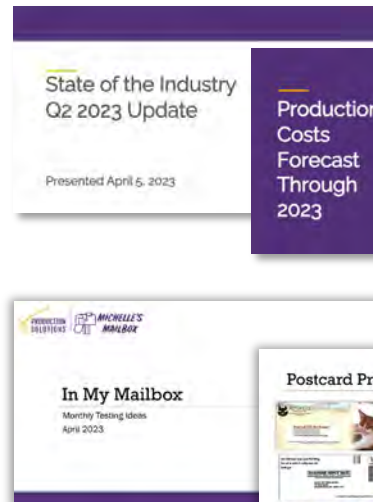 State of the Industry
Q2 2023 Update
Presented April 5, 2023
Production
Costs
Forecast
Through
2023
PRODUCTION
SOLUTIONS
MICHELLE'S
MAILBOX
In My Mailbox
Monthly Testing Ideas
April 2023
Postcard Pr